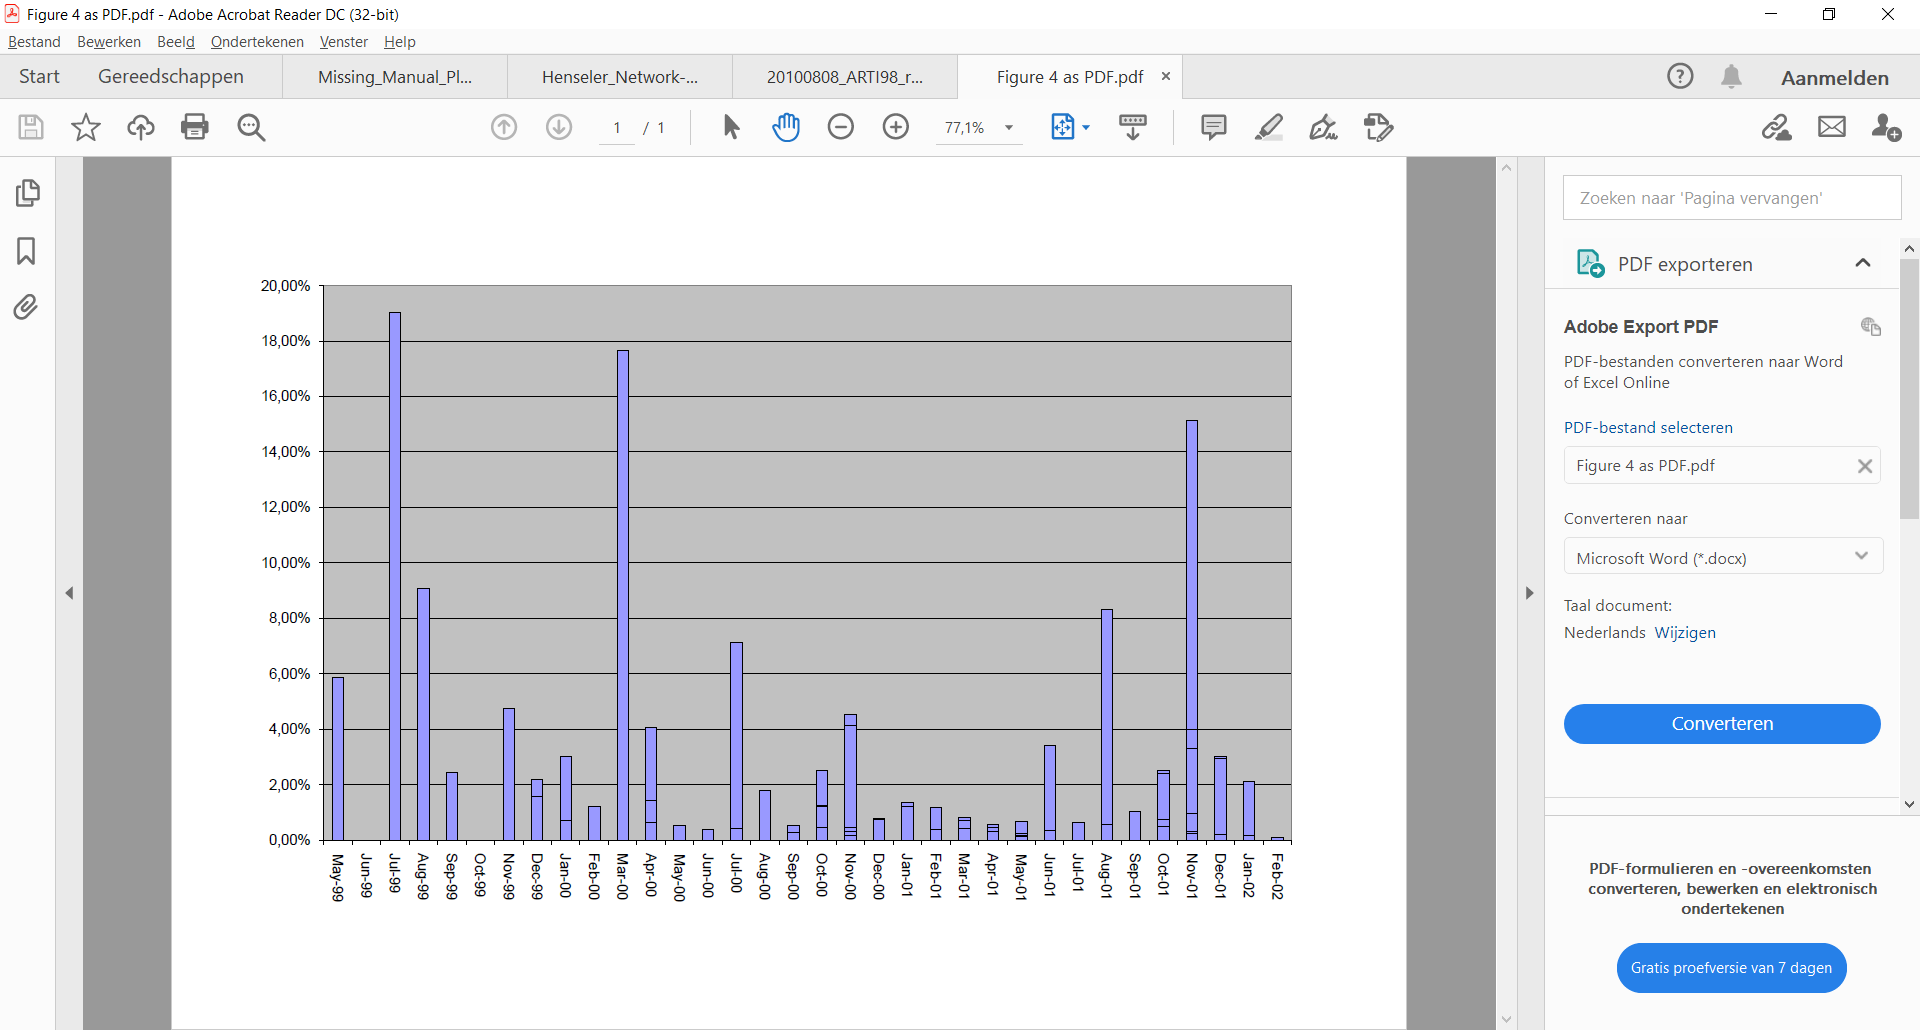 Figure 4 as PDF.pdf - Adobe Acrobat Reader DC (32-bit)
Bestand Bewerken Beeld Ondertekenen Venster Help
Start Gereedschappen Missing_Manual_Pl... Henseler_Network-... 20100808_ARTI98_r... Figure 4 as PDF.pdf × Aanmelden
1 / 1 77,1%
20,00%
18,00%
16,00%
14,00%
12,00%
10,00%
8,00%
6,00%
4,00%
2,00%
0,00%
May-99 Jun-99 Jul-99 Aug-99 Sep-99 Oct-99 Nov-99 Dec-99 Jan-00 Feb-00 Mar-00 Apr-00 May-00 Jun-00 Jul-00 Aug-00 Sep-00 Oct-00 Nov-00 Dec-00 Jan-01 Feb-01 Mar-01 Apr-01 May-01 Jun-01 Jul-01 Aug-01 Sep-01 Oct-01 Nov-01 Dec-01 Jan-02 Feb-02
Zoeken naar 'Pagina vervangen'
PDF exporteren
Adobe Export PDF
PDF-bestanden converteren naar Word
of Excel Online
PDF-bestand selecteren
Figure 4 as PDF.pdf
Converteren naar
Microsoft Word (*.docx)
Taal document:
Nederlands Wijzigen
Converteren
PDF-formulieren en -overeenkomsten
converteren, bewerken en elektronisch
ondertekenen
Gratis proefversie van 7 dagen